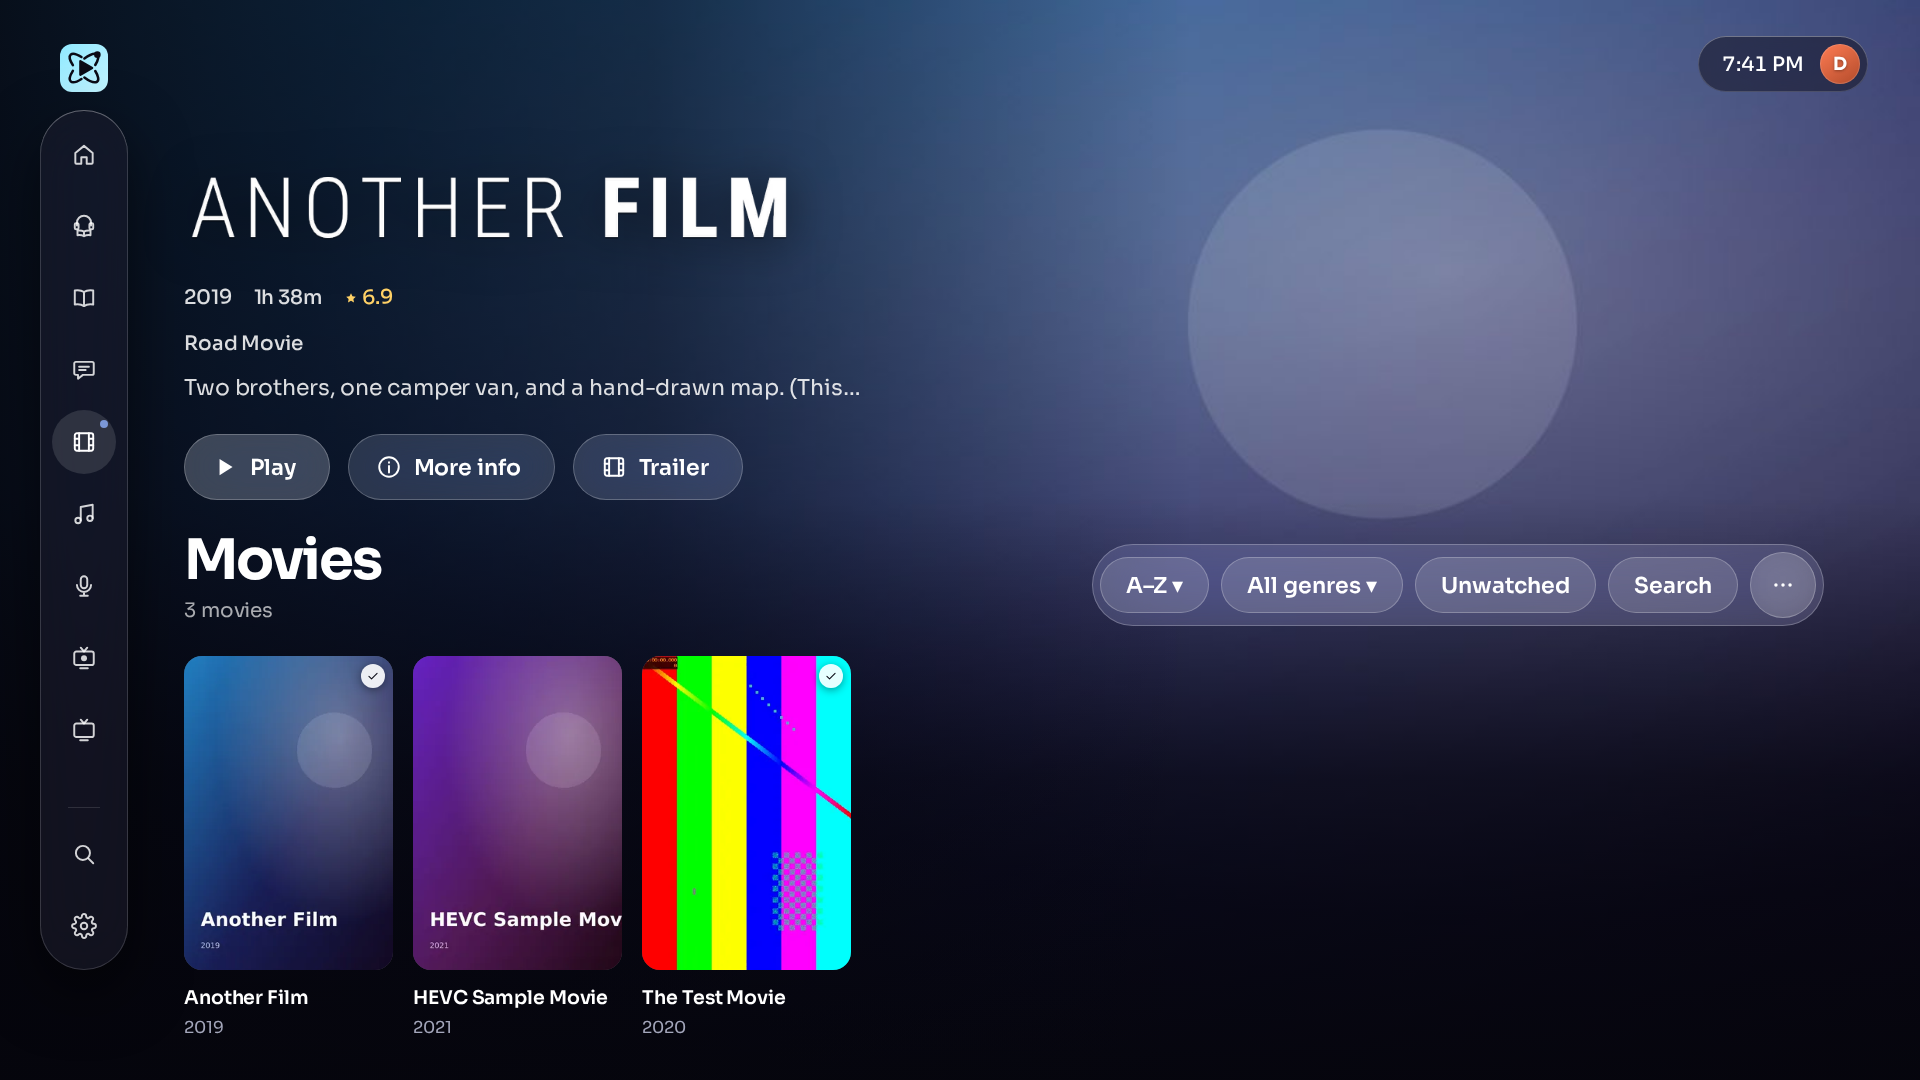 7:41 PM D
ANOTHER FILM
2019 1h 38m ★ 6.9
Road Movie
Two brothers, one camper van, and a hand-drawn map. (This...
Play More info Trailer
Movies
3 movies
A–Z ▾ All genres ▾ Unwatched Search ...
Another Film
2019
HEVC Sample Mov
2021
Another Film
2019
HEVC Sample Movie
2021
The Test Movie
2020